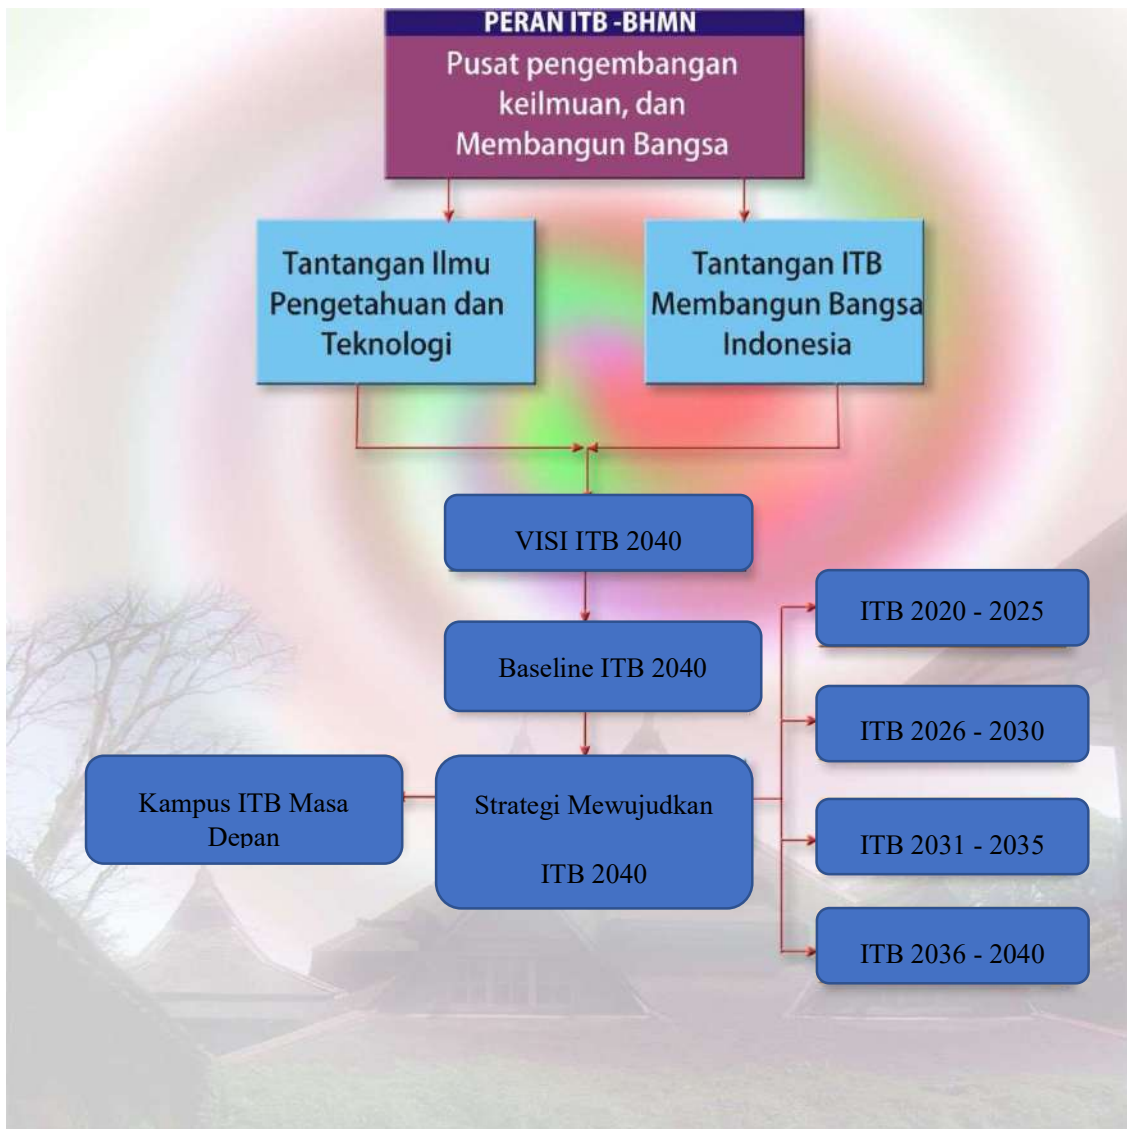 PERAN ITB -BHMN
Pusat pengembangan
keilmuan, dan
Membangun Bangsa
Tantangan Ilmu
Pengetahuan dan
Teknologi
Tantangan ITB
Membangun Bangsa
Indonesia
VISI ITB 2040
Baseline ITB 2040
Strategi Mewujudkan
ITB 2040
Kampus ITB Masa
Depan
ITB 2020 - 2025
ITB 2026 - 2030
ITB 2031 - 2035
ITB 2036 - 2040